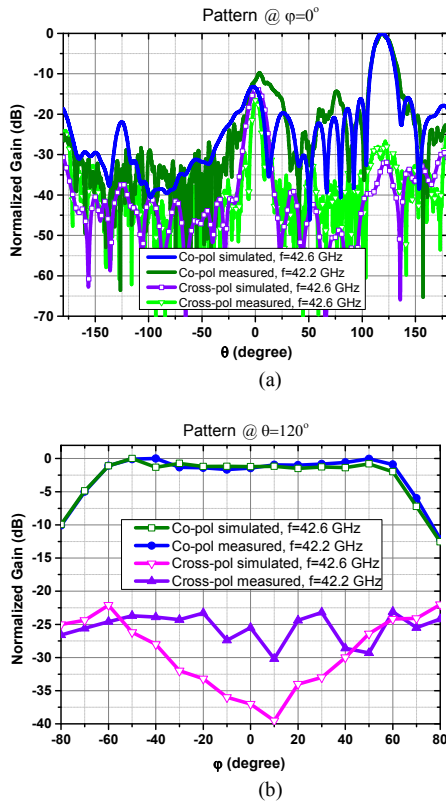 Pattern @ φ=0°
Normalized Gain (dB)
0
-10
-20
-30
-40
-50
-60
-70
Co-pol simulated, f=42.6 GHz
Co-pol measured, f=42.2 GHz
Cross-pol simulated, f=42.6 GHz
Cross-pol measured, f=42.6 GHz
-150 -100 -50 0 50 100 150
θ (degree)
(a)
Pattern @ θ=120°
Normalized Gain (dB)
0
-5
-10
-15
-20
-25
-30
-35
-40
Co-pol simulated, f=42.6 GHz
Co-pol measured, f=42.2 GHz
Cross-pol simulated, f=42.6 GHz
Cross-pol measured, f=42.2 GHz
-80 -60 -40 -20 0 20 40 60 80
φ (degree)
(b)